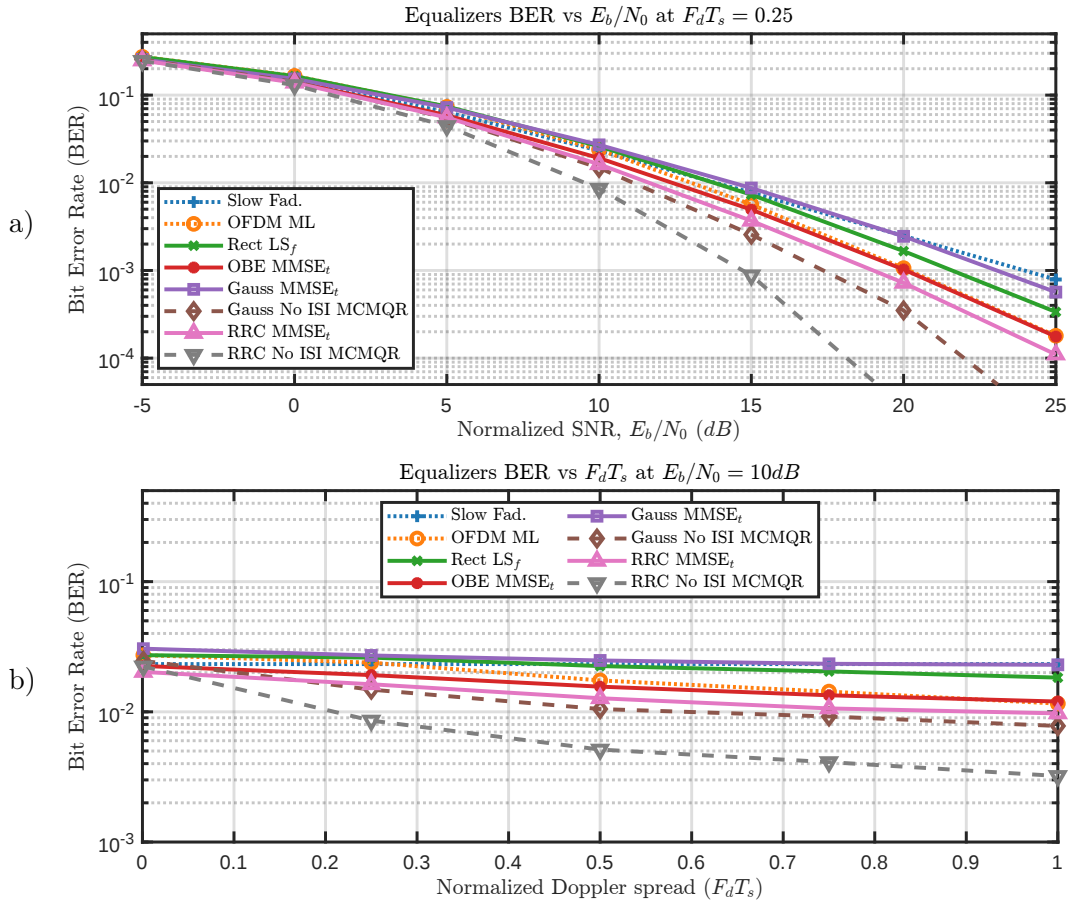 Equalizers BER vs E_b/N_0 at F_dT_s = 0.25
a)
Bit Error Rate (BER)
10^-1
10^-2
10^-3
10^-4
Slow Fad.
OFDM ML
Rect LS_f
OBE MMSE_t
Gauss MMSE_t
Gauss No ISI MCMQR
RRC MMSE_t
RRC No ISI MCMQR
-5 0 5 10 15 20 25
Normalized SNR, E_b/N_0 (dB)
Equalizers BER vs F_dT_s at E_b/N_0 = 10dB
b)
Bit Error Rate (BER)
10^-1
10^-2
10^-3
Slow Fad. Gauss MMSE_t
OFDM ML Gauss No ISI MCMQR
Rect LS_f RRC MMSE_t
OBE MMSE_t RRC No ISI MCMQR
0 0.1 0.2 0.3 0.4 0.5 0.6 0.7 0.8 0.9 1
Normalized Doppler spread (F_dT_s)